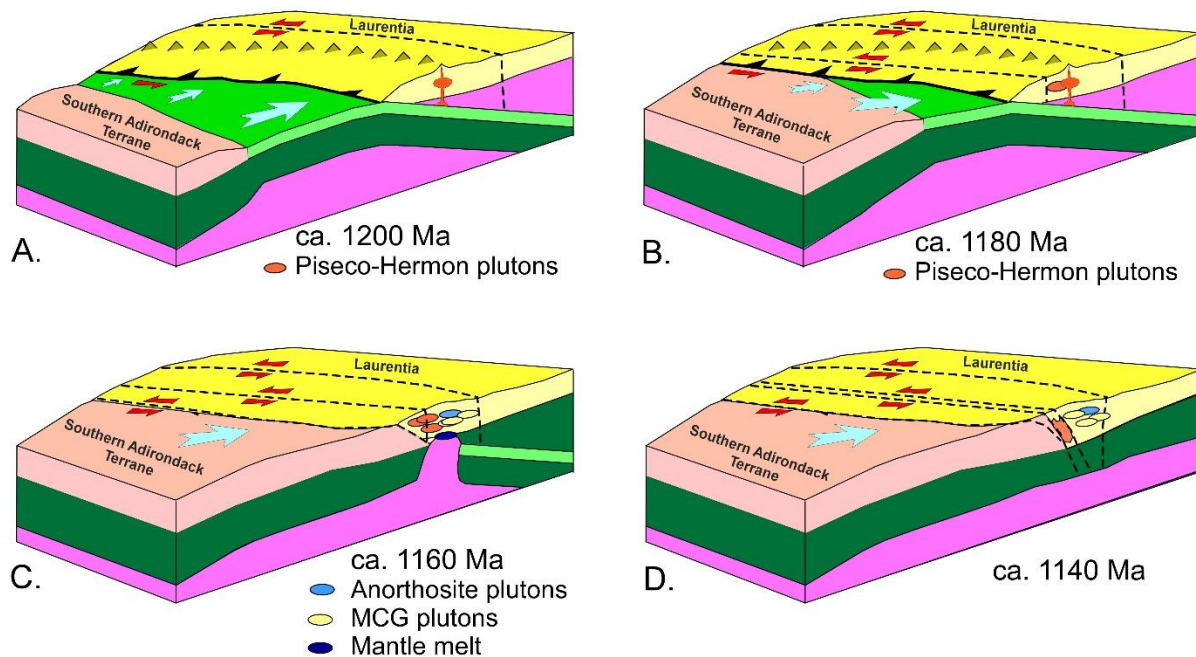 Laurentia
Southern Adirondack
Terrane
A.
ca. 1200 Ma
Piseco-Hermon plutons
Laurentia
Southern Adirondack
Terrane
B.
ca. 1180 Ma
Piseco-Hermon plutons
Laurentia
Southern Adirondack
Terrane
C.
ca. 1160 Ma
Anorthosite plutons
MCG plutons
Mantle melt
Laurentia
Southern Adirondack
Terrane
D.
ca. 1140 Ma